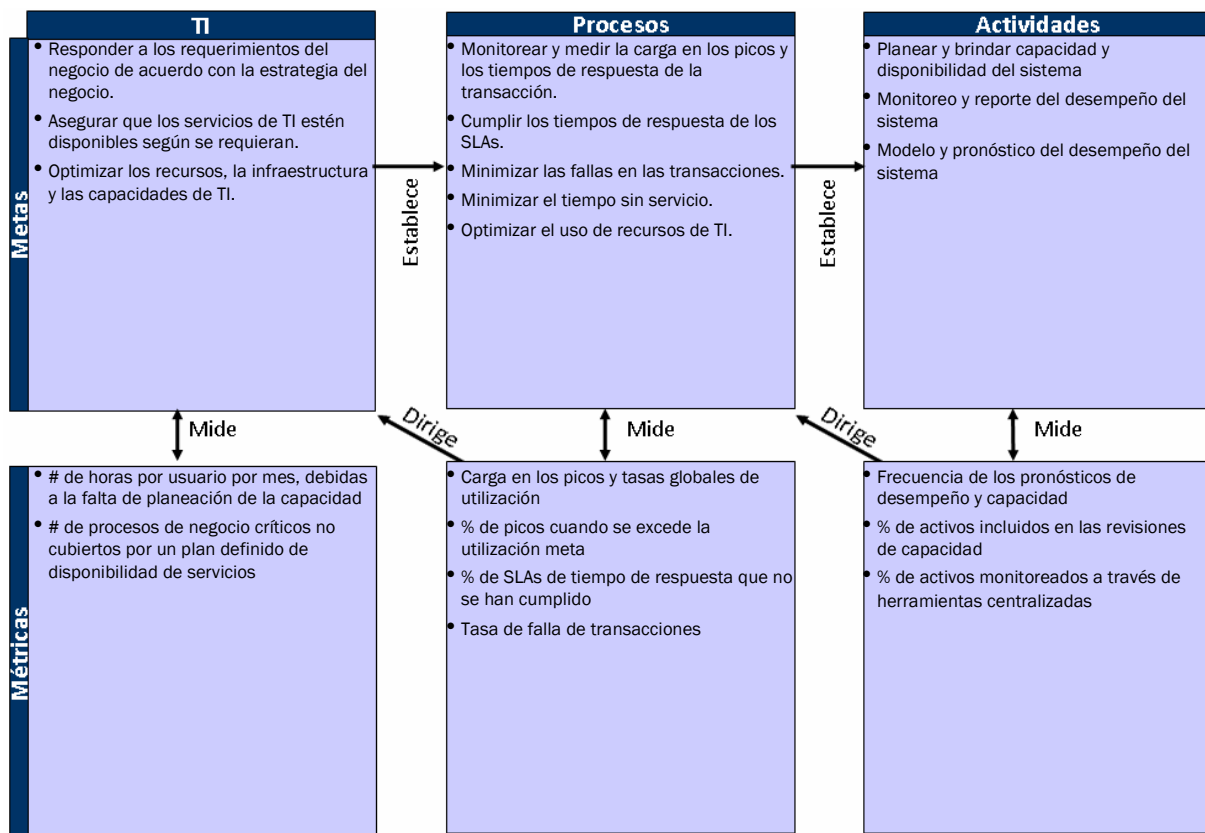 TI
Procesos
Actividades
Metas
• Responder a los requerimientos del
negocio de acuerdo con la estrategia del
negocio.
• Asegurar que los servicios de TI estén
disponibles según se requieran.
• Optimizar los recursos, la infraestructura
y las capacidades de TI.
Establece
• Monitorear y medir la carga en los picos y
los tiempos de respuesta de la
transacción.
• Cumplir los tiempos de respuesta de los
SLAs.
• Minimizar las fallas en las transacciones.
• Minimizar el tiempo sin servicio.
• Optimizar el uso de recursos de TI.
Establece
• Planear y brindar capacidad y
disponibilidad del sistema
• Monitoreo y reporte del desempeño del
sistema
• Modelo y pronóstico del desempeño del
sistema
Mide
Dirige
Mide
Dirige
Mide
Métricas
• # de horas por usuario por mes, debidas
a la falta de planeación de la capacidad
• # de procesos de negocio críticos no
cubiertos por un plan definido de
disponibilidad de servicios
• Carga en los picos y tasas globales de
utilización
• % de picos cuando se excede la
utilización meta
• % de SLAs de tiempo de respuesta que no
se han cumplido
• Tasa de falla de transacciones
• Frecuencia de los pronósticos de
desempeño y capacidad
• % de activos incluidos en las revisiones
de capacidad
• % de activos monitoreados a través de
herramientas centralizadas